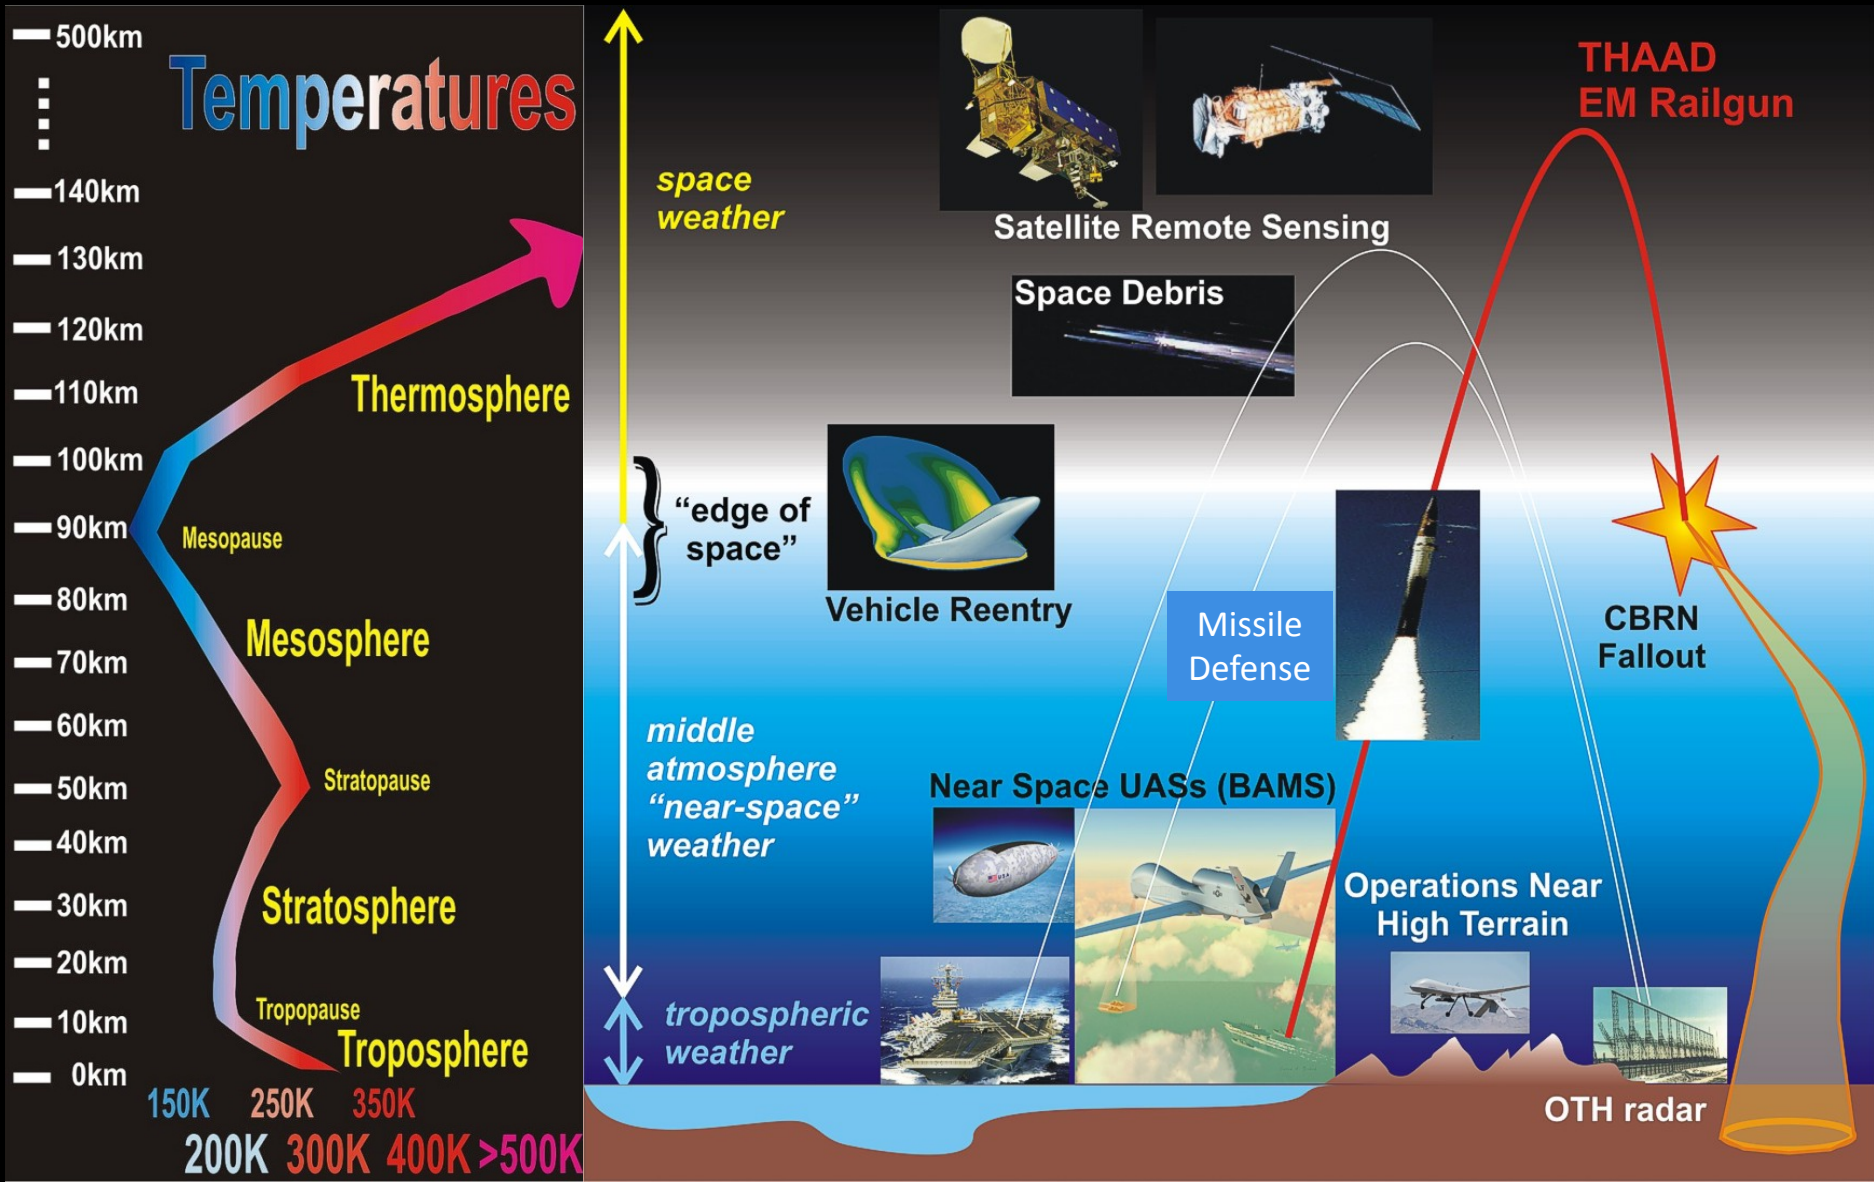 500km
Temperatures
140km
130km
120km
110km
Thermosphere
100km
90km
Mesopause
80km
Mesosphere
70km
60km
Stratopause
50km
40km
30km
Stratosphere
20km
Tropopause
10km
Troposphere
0km
150K 250K 350K
200K 300K 400K >500K
space
weather
"edge of
space"
middle
atmosphere
"near-space"
weather
tropospheric
weather
Satellite Remote Sensing
Space Debris
Vehicle Reentry
Missile
Defense
THAAD
EM Railgun
CBRN
Fallout
Near Space UASs (BAMS)
USA
Operations Near
High Terrain
OTH radar